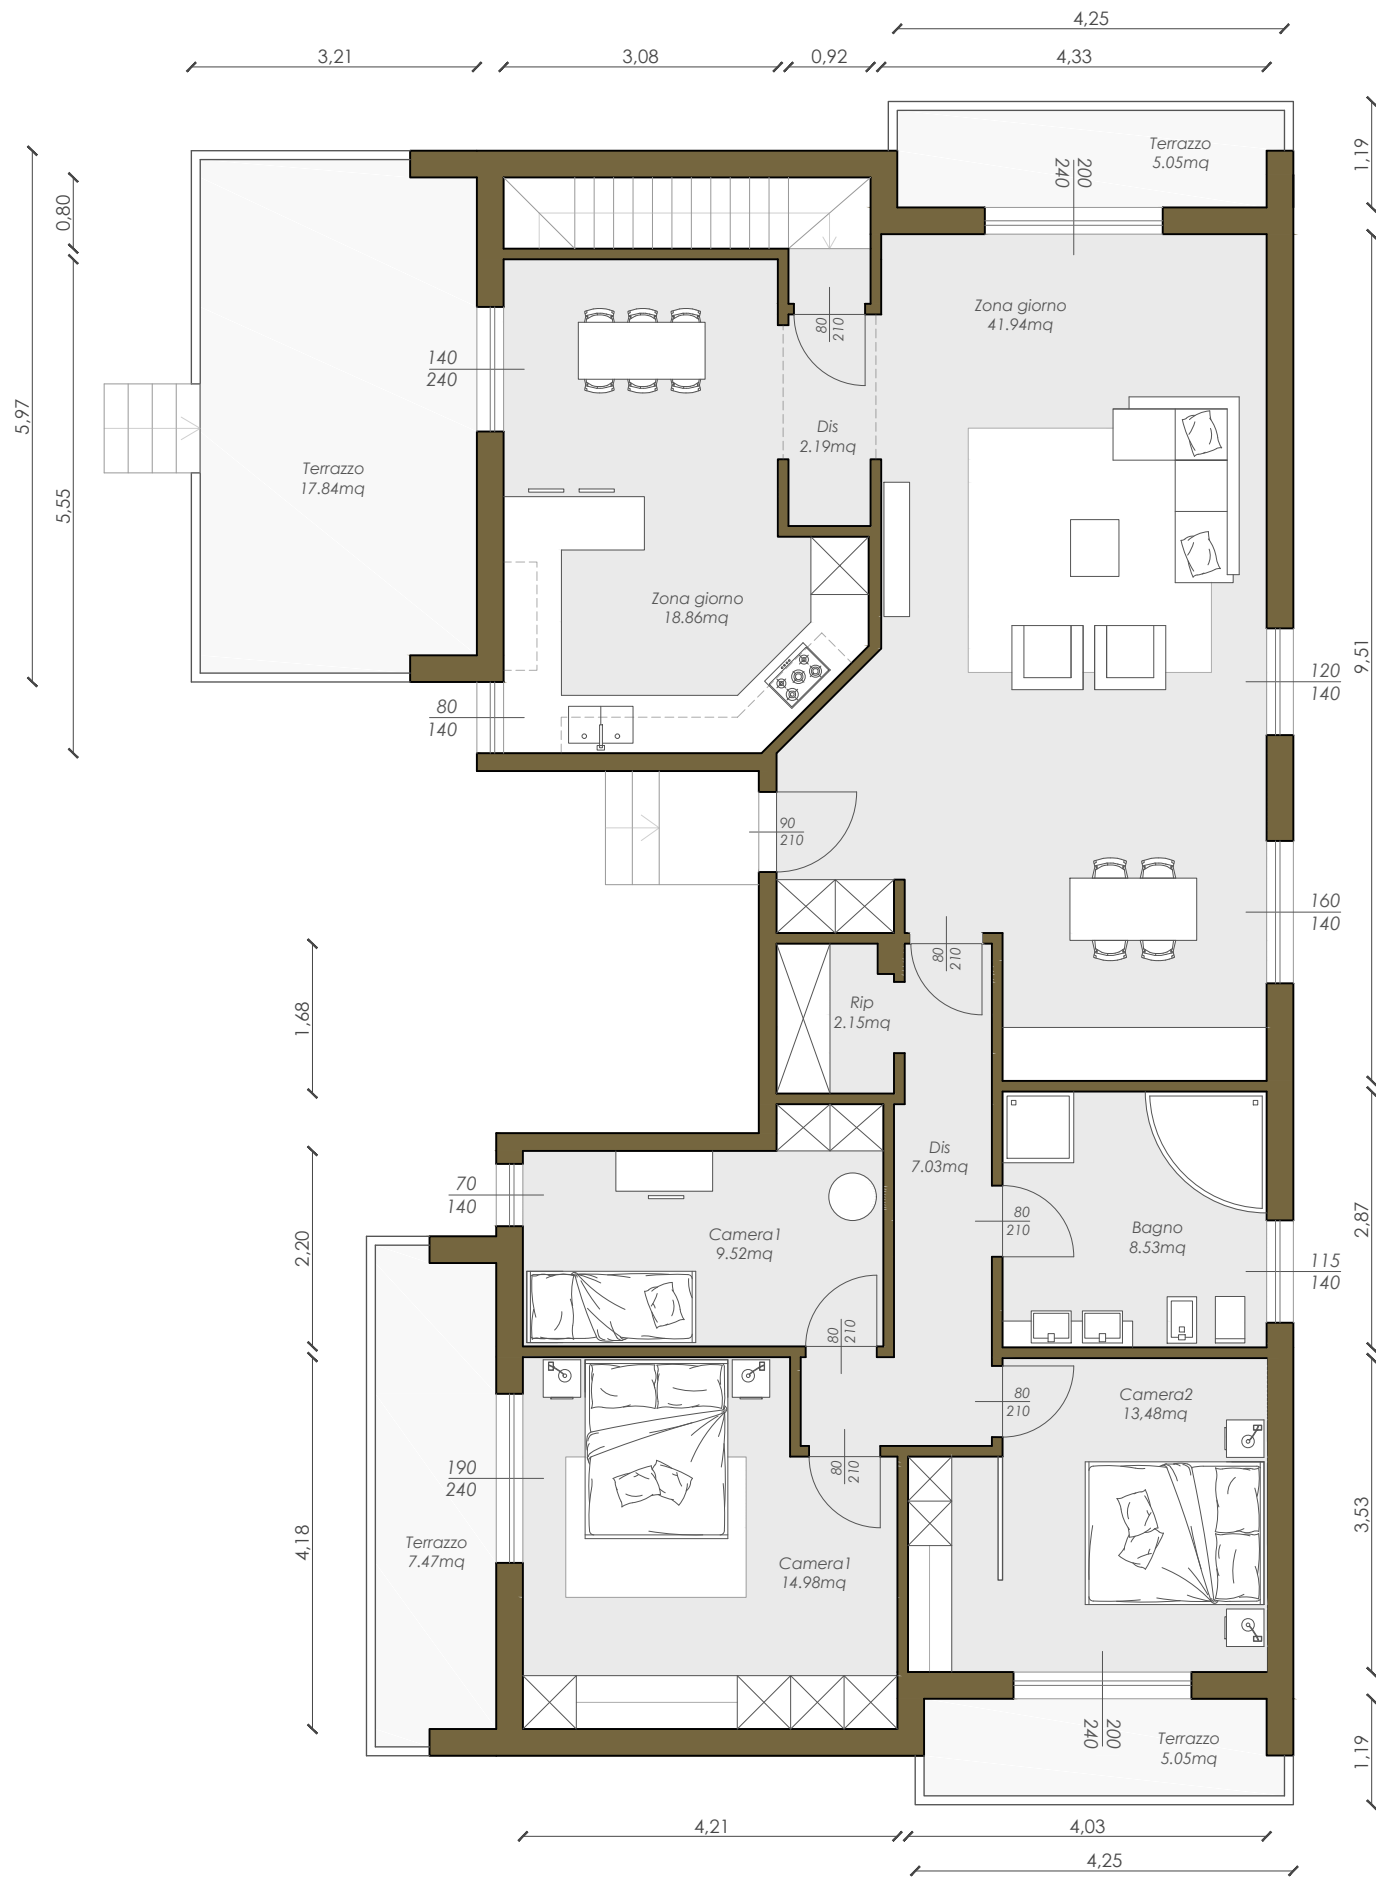 4,25
3,21
3,08
0,92
4,33
Terrazzo
5.05mq
200
240
1,19
0,80
5,97
5,55
Zona giorno
41.94mq
80
210
140
240
Dis
2.19mq
Terrazzo
17.84mq
Zona giorno
18.86mq
120
140
9,51
80
140
90
210
160
140
80
210
1,68
Rip
2.15mq
Dis
7.03mq
70
140
2,20
Camera1
9.52mq
80
210
Bagno
8.53mq
2,87
115
140
80
210
80
210
Camera2
13,48mq
190
240
80
210
4,18
Terrazzo
7.47mq
Camera1
14.98mq
3,53
200
240
Terrazzo
5.05mq
1,19
4,21
4,03
4,25